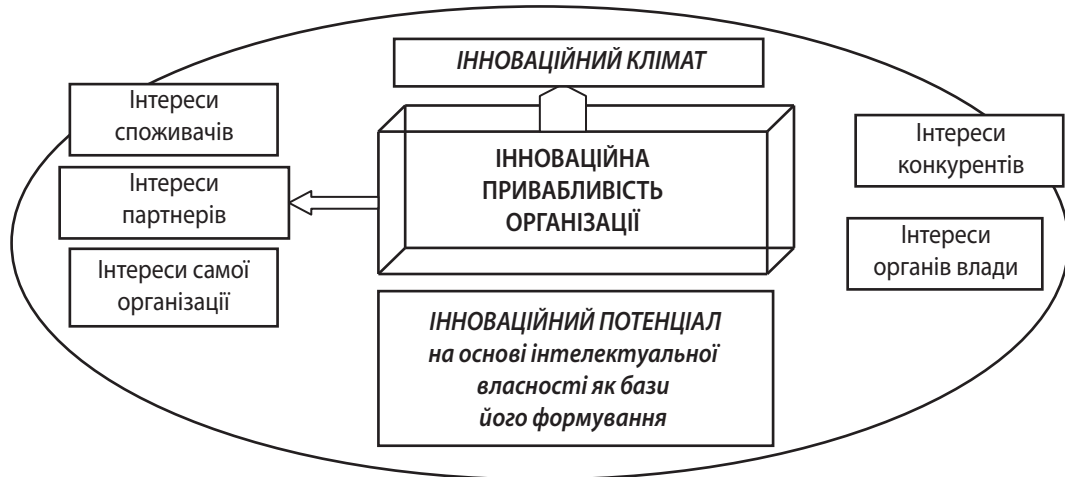 ІННОВАЦІЙНИЙ КЛІМАТ
Інтереси
споживачів
Інтереси
партнерів
Інтереси самої
організації
ІННОВАЦІЙНА
ПРИВАБЛИВІСТЬ
ОРГАНІЗАЦІЇ
Інтереси
конкурентів
Інтереси
органів влади
ІННОВАЦІЙНИЙ ПОТЕНЦІАЛ
на основі інтелектуальної
власності як бази
його формування